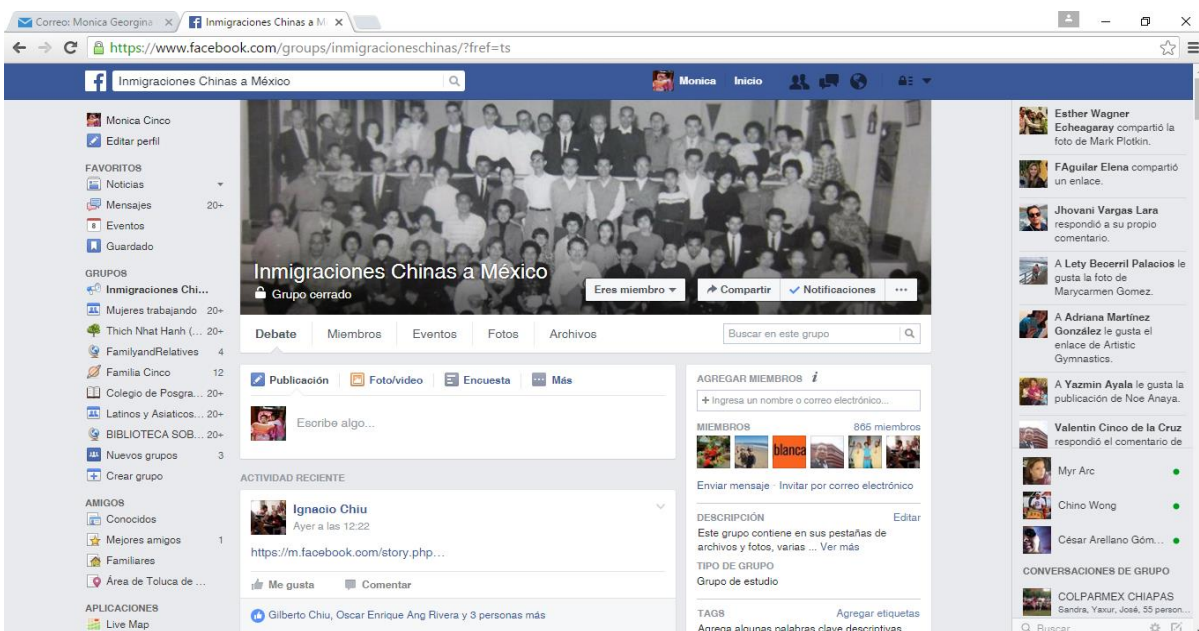 Correo: Monica Georgina
Inmigraciones Chinas a M
https://www.facebook.com/groups/inmigracioneschinas/?fref=ts
Inmigraciones Chinas a México
Monica Inicio
Monica Cinco
Editar perfil
FAVORITOS
Noticias
Mensajes 20+
Eventos
Guardado
GRUPOS
Inmigraciones Chi...
Mujeres trabajando 20+
Thich Nhat Hanh (... 20+
FamilyandRelatives 4
Familia Cinco 12
Colegio de Posgra... 20+
Latinos y Asiaticos... 20+
BIBLIOTECA SOB... 20+
Nuevos grupos 3
Crear grupo
AMIGOS
Conocidos
Mejores amigos 1
Familiares
Área de Toluca de ...
APLICACIONES
Live Map
Inmigraciones Chinas a México
Grupo cerrado
Eres miembro
Compartir
Notificaciones
...
Debate Miembros Eventos Fotos Archivos
Buscar en este grupo
Publicación Foto/video Encuesta Más
Escribe algo...
ACTIVIDAD RECIENTE
Ignacio Chiu
Ayer a las 12:22
https://m.facebook.com/story.php...
Me gusta Comentar
Gilberto Chiu, Oscar Enrique Ang Rivera y 3 personas más
AGREGAR MIEMBROS i
+ Ingresa un nombre o correo electrónico...
MIEMBROS 866 miembros
blanca
Enviar mensaje · Invitar por correo electrónico
DESCRIPCIÓN Editar
Este grupo contiene en sus pestañas de
archivos y fotos, varias ... Ver más
TIPO DE GRUPO
Grupo de estudio
TAGS Agregar etiquetas
Agrega algunas palabras clave descriptivas
Esther Wagner
Echeagaray compartió la
foto de Mark Plotkin.
FAguilar Elena compartió
un enlace.
Jhovani Vargas Lara
respondió a su propio
comentario.
A Lety Becerril Palacios le
gusta la foto de
Marycarmen Gomez.
A Adriana Martínez
González le gusta el
enlace de Artistic
Gymnastics.
A Yazmin Ayala le gusta la
publicación de Noe Anaya.
Valentin Cinco de la Cruz
respondió el comentario de
Myr Arc
Chino Wong
César Arellano Góm...
CONVERSACIONES DE GRUPO
COLPARMEX CHIAPAS
Sandra, Yaxur, José, 55 person...
Buscar